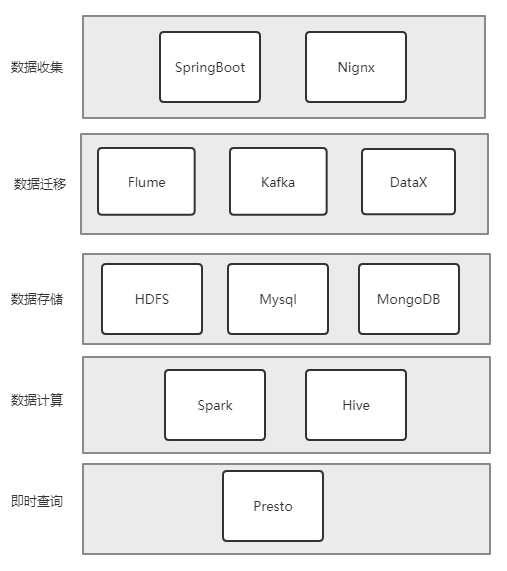 数据收集
SpringBoot
Nignx
数据迁移
Flume
Kafka
DataX
数据存储
HDFS
Mysql
MongoDB
数据计算
Spark
Hive
即时查询
Presto